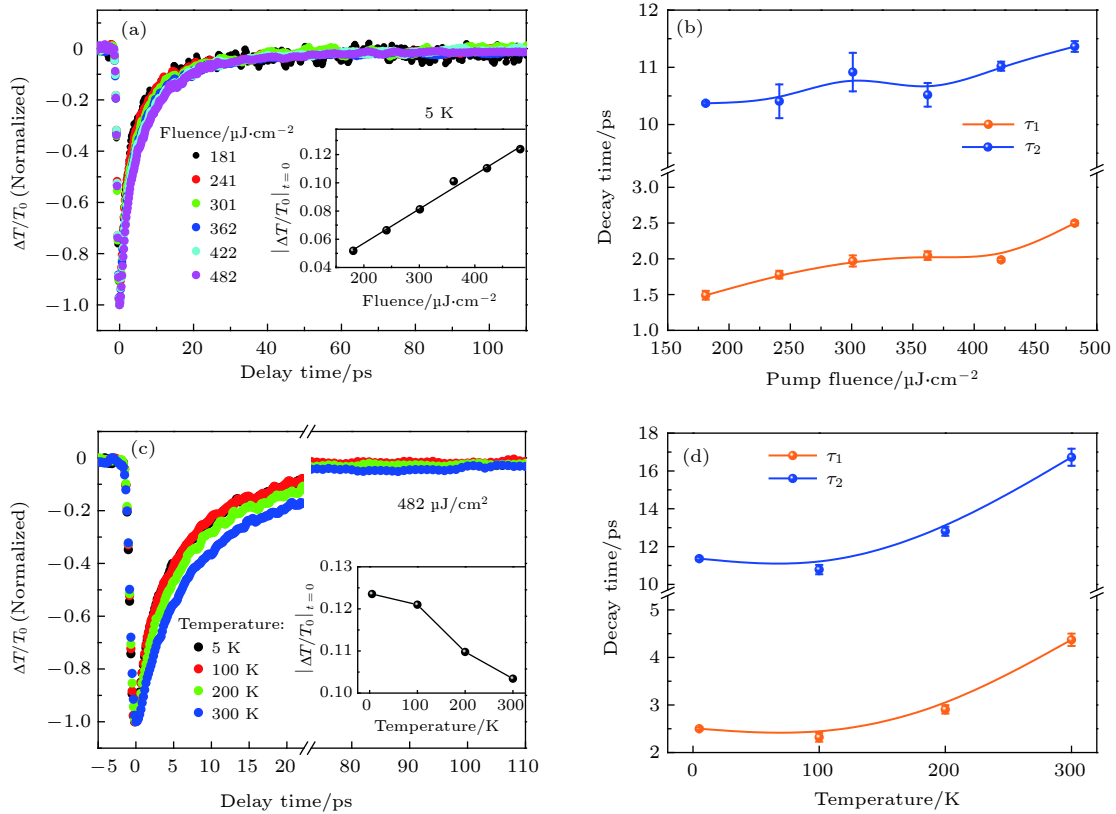 (a)
0
−0.2
−0.4
−0.6
−0.8
−1.0
ΔT/T₀ (Normalized)
Fluence/μJ·cm⁻²
181
241
301
362
422
482
5 K
0.12
0.10
0.08
0.06
0.04
|ΔT/T₀|ₜ₌₀
200 300 400
Fluence/μJ·cm⁻²
0 20 40 60 80 100
Delay time/ps
(b)
12
11
10
3.0
2.5
2.0
1.5
1.0
Decay time/ps
τ₁
τ₂
150 200 250 300 350 400 450 500
Pump fluence/μJ·cm⁻²
(c)
0
−0.2
−0.4
−0.6
−0.8
−1.0
ΔT/T₀ (Normalized)
482 μJ/cm²
Temperature:
5 K
100 K
200 K
300 K
0.13
0.12
0.11
0.10
|ΔT/T₀|ₜ₌₀
0 100 200 300
Temperature/K
−5 0 5 10 15 20 80 90 100 110
Delay time/ps
(d)
18
16
14
12
10
4
3
2
Decay time/ps
τ₁
τ₂
0 100 200 300
Temperature/K